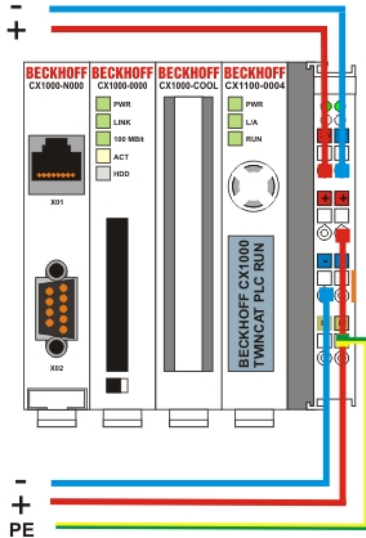 -
+
BECKHOFF
CX1000-N000
BECKHOFF
CX1000-0000
BECKHOFF
CX1000-COOL
BECKHOFF
CX1100-0004
PWR
LINK
100 MBit
ACT
HDD
PWR
L/A
RUN
X01
+ +
BECKHOFF CX1000
TWINCAT PLC RUN
- -
X02
-
+
PE